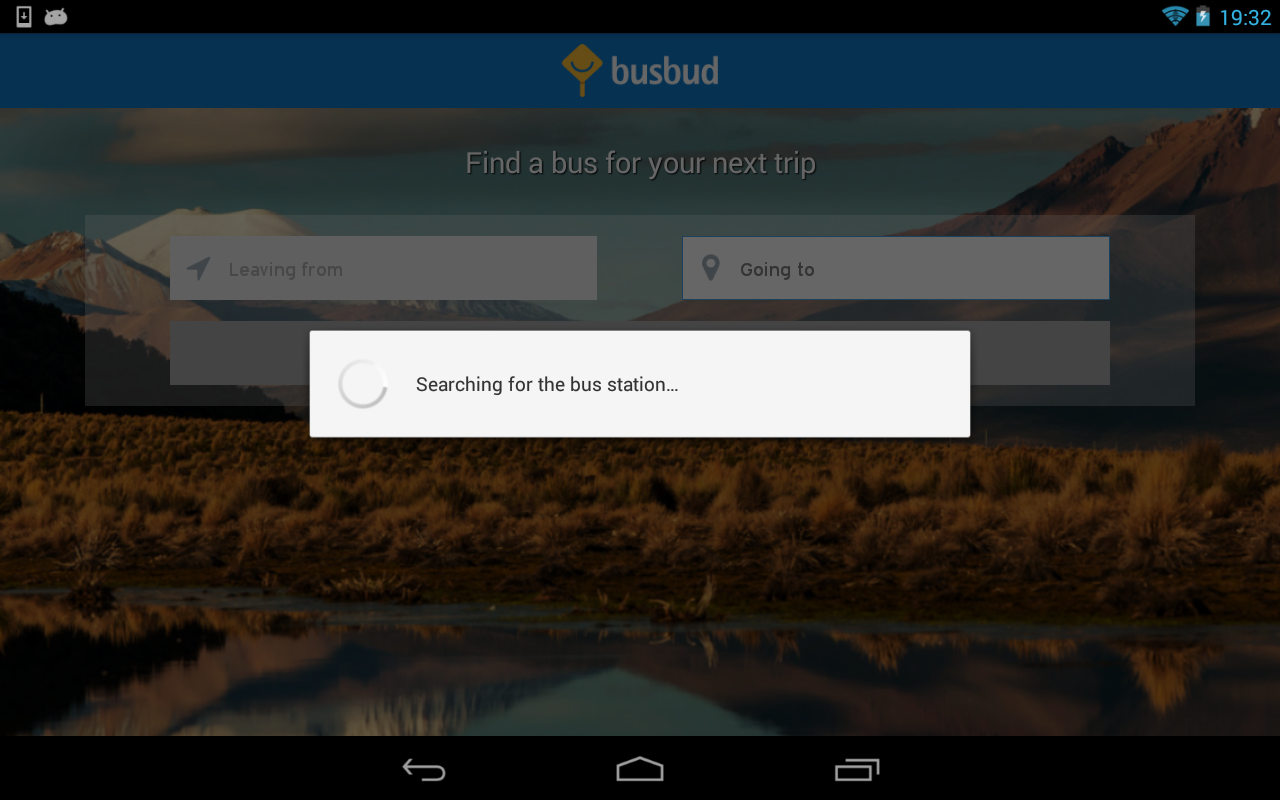 19:32
busbud
Find a bus for your next trip
Leaving from
Going to
Searching for the bus station...